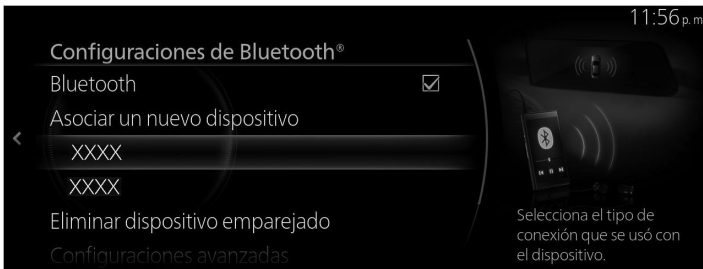 11:56 p. m
Configuraciones de Bluetooth®
Bluetooth
Asociar un nuevo dispositivo
XXXX
XXXX
Eliminar dispositivo emparejado
Configuraciones avanzadas
Selecciona el tipo de
conexión que se usó con
el dispositivo.